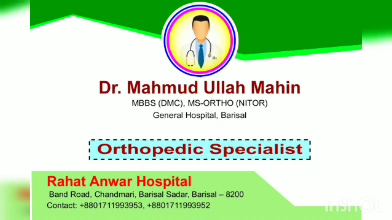 Dr. Mahmud Ullah Mahin
MBBS (DMC), MS-ORTHO (NITOR)
General Hospital, Barisal
Orthopedic Specialist
Rahat Anwar Hospital
Band Road, Chandmari, Barisal Sadar, Barisal – 8200
Contact: +8801711993953, +8801711993952